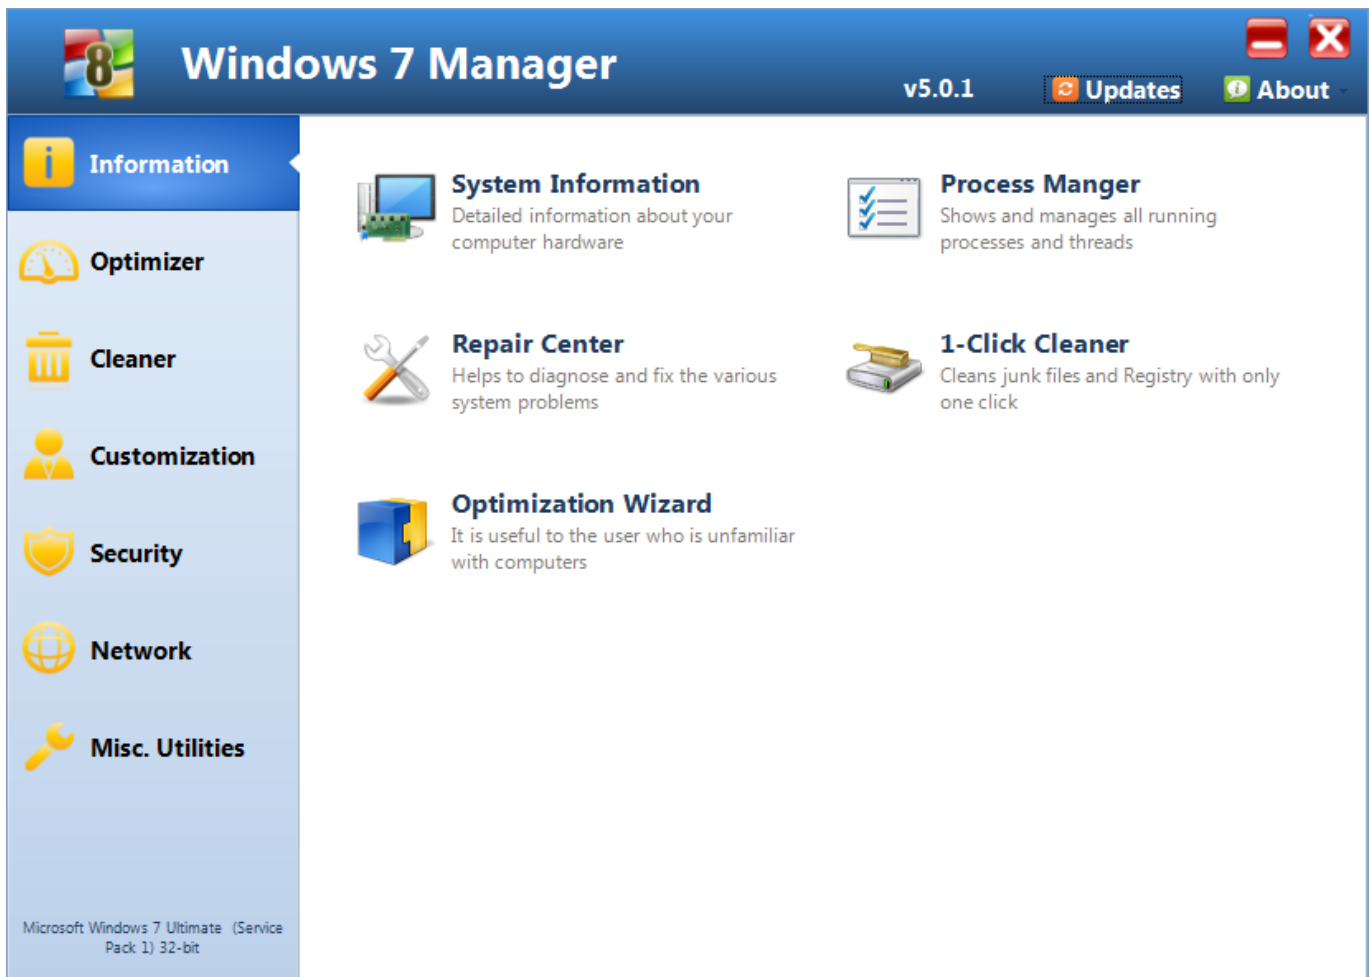 8
Windows 7 Manager
v5.0.1
Updates
About
Information
Optimizer
Cleaner
Customization
Security
Network
Misc. Utilities
Microsoft Windows 7 Ultimate (Service
Pack 1) 32-bit
System Information
Detailed information about your
computer hardware
Process Manger
Shows and manages all running
processes and threads
Repair Center
Helps to diagnose and fix the various
system problems
1-Click Cleaner
Cleans junk files and Registry with only
one click
Optimization Wizard
It is useful to the user who is unfamiliar
with computers